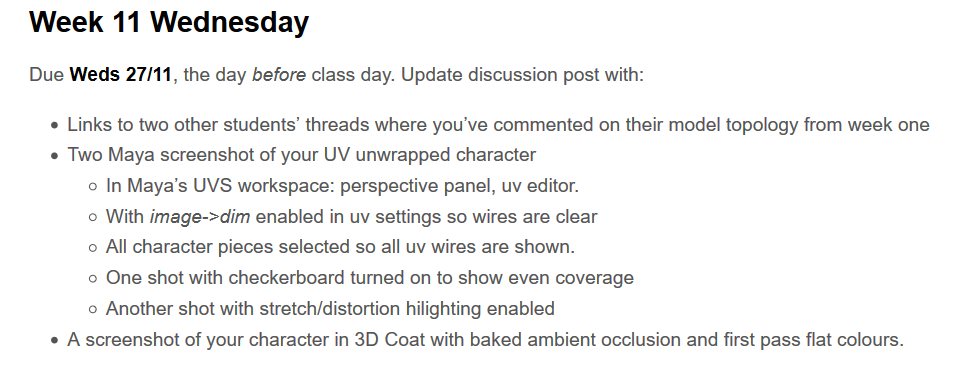 Week 11 Wednesday
Due Weds 27/11, the day before class day. Update discussion post with:
• Links to two other students’ threads where you’ve commented on their model topology from week one
• Two Maya screenshot of your UV unwrapped character
○ In Maya’s UVS workspace: perspective panel, uv editor.
○ With image->dim enabled in uv settings so wires are clear
○ All character pieces selected so all uv wires are shown.
○ One shot with checkerboard turned on to show even coverage
○ Another shot with stretch/distortion hilighting enabled
• A screenshot of your character in 3D Coat with baked ambient occlusion and first pass flat colours.